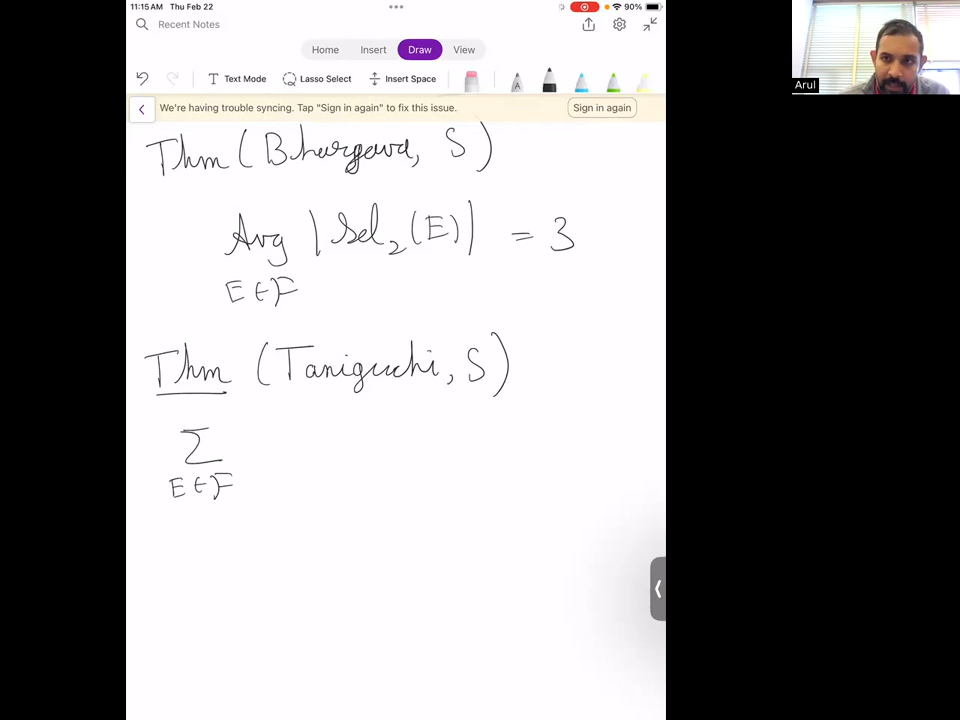 11:15 AM Thu Feb 22
90%
Recent Notes
Home Insert Draw View
Text Mode Lasso Select Insert Space
We're having trouble syncing. Tap "Sign in again" to fix this issue. Sign in again
Arul
Thm (Bhargava, S)
Avg |Sel₂(E)| = 3
E ∈ F
Thm (Taniguchi, S)
Σ
E ∈ F